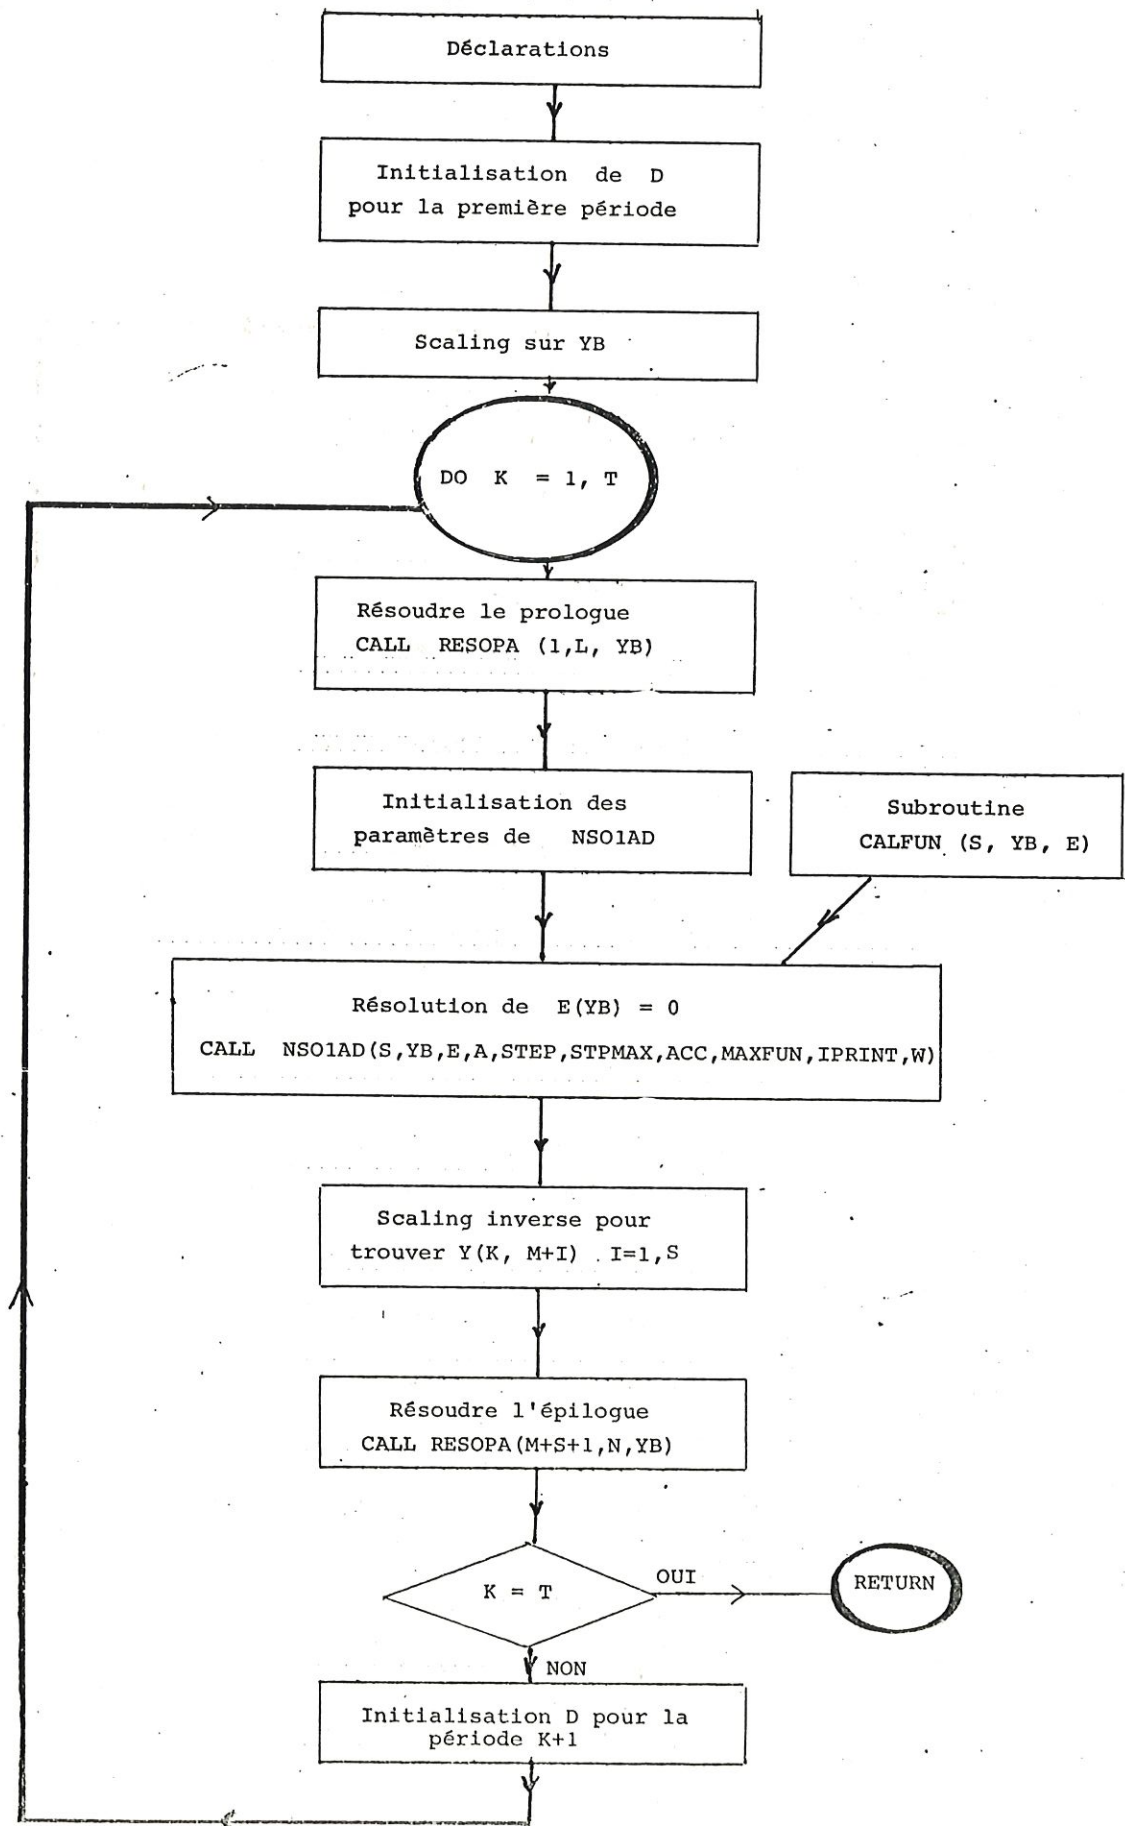 Déclarations
Initialisation de D
pour la première période
Scaling sur YB
DO K = 1, T
Résoudre le prologue
CALL RESOPA (1,L, YB)
Initialisation des
paramètres de NSO1AD
Subroutine
CALFUN (S, YB, E)
Résolution de E(YB) = 0
CALL NSO1AD(S,YB,E,A,STEP,STPMAX,ACC,MAXFUN,IPRINT,W)
Scaling inverse pour
trouver Y(K, M+I) . I=1,S
Résoudre l'épilogue
CALL RESOPA(M+S+1,N,YB)
K = T
OUI
RETURN
NON
Initialisation D pour la
période K+1